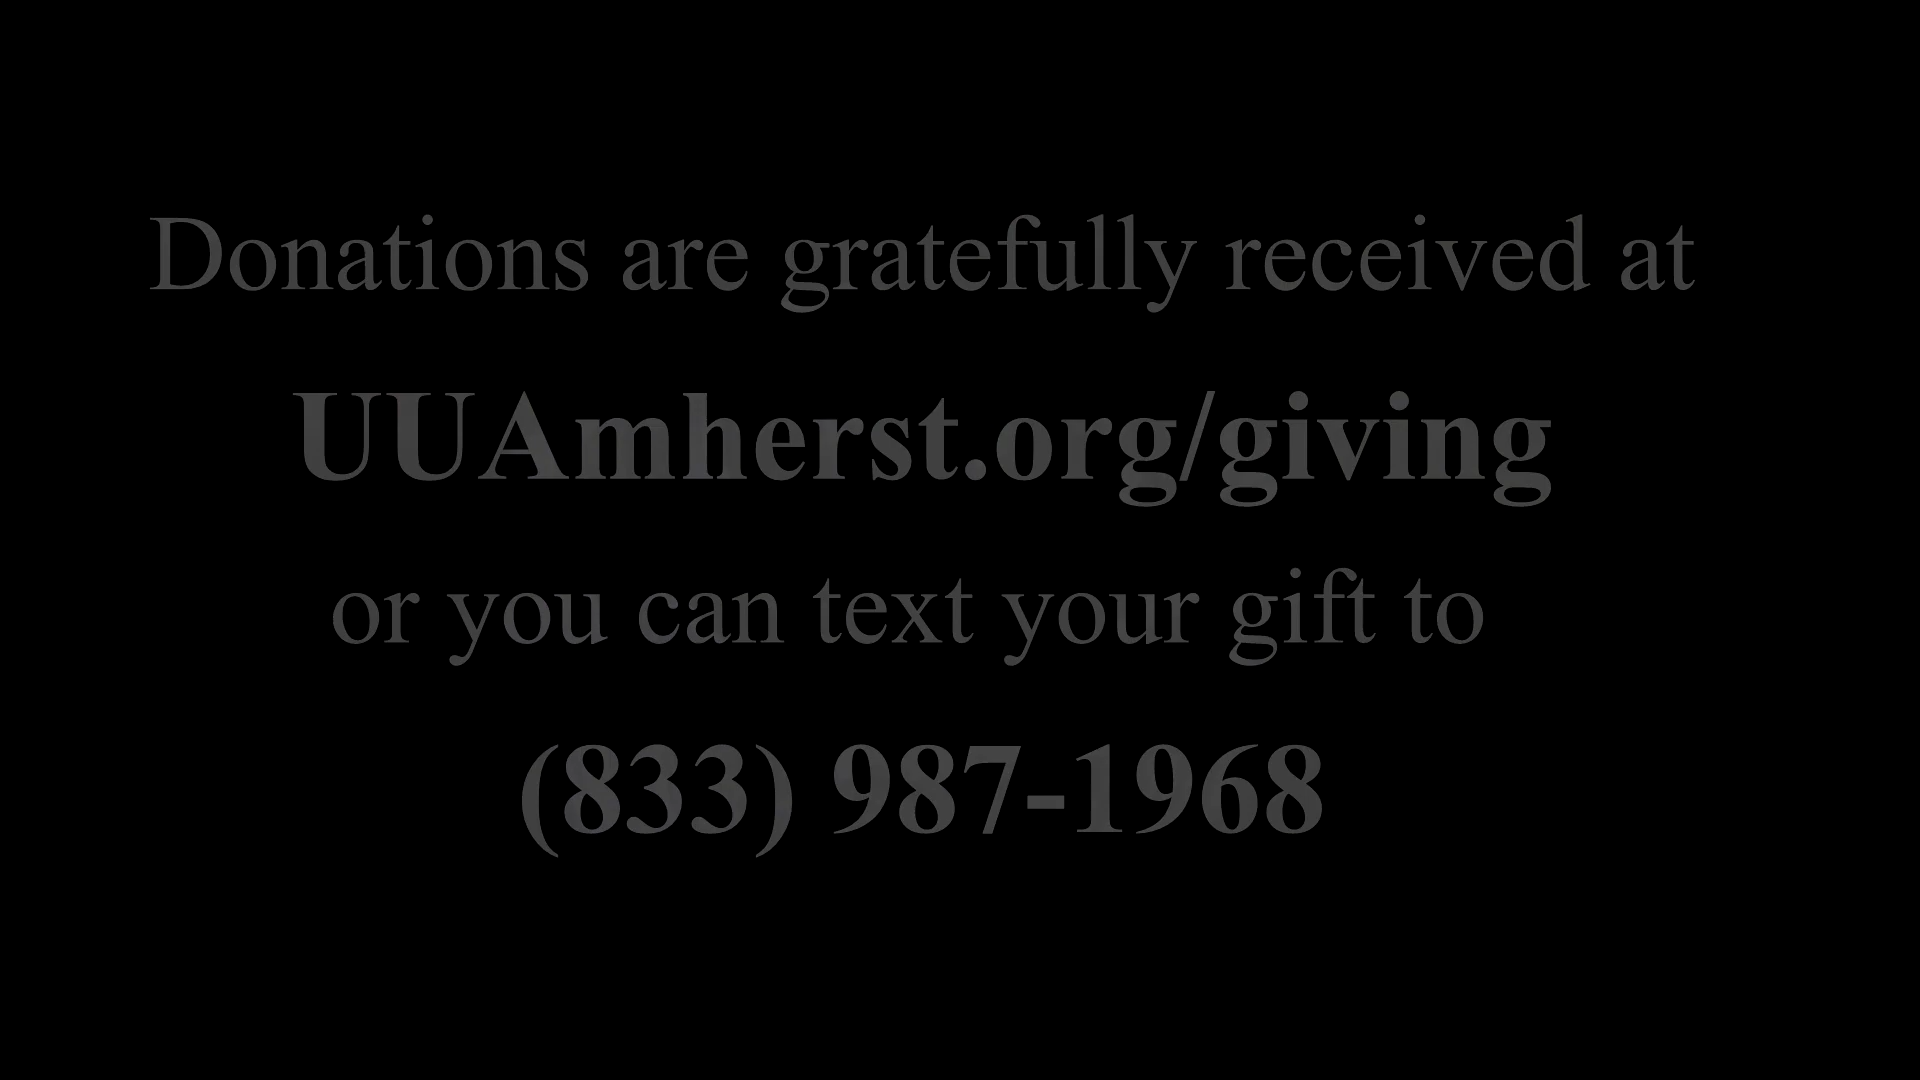 Donations are gratefully received at
UUAmherst.org/giving
or you can text your gift to
(833) 987-1968